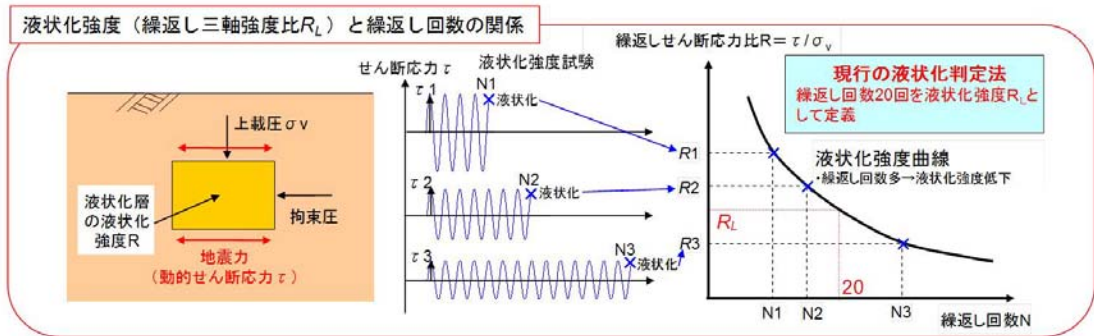 液状化強度（繰返し三軸強度比RL）と繰返し回数の関係
上載圧σv
液状化層
の液状化
強度R
拘束圧
地震力
（動的せん断応力τ）
せん断応力τ
液状化強度試験
τ1
N1
液状化
τ2
N2
液状化
τ3
N3
液状化
繰返しせん断応力比R＝τ/σv
現行の液状化判定法
繰返し回数20回を液状化強度RLと
して定義
液状化強度曲線
・繰返し回数多→液状化強度低下
R1
R2
RL
R3
20
N1
N2
N3
繰返し回数N